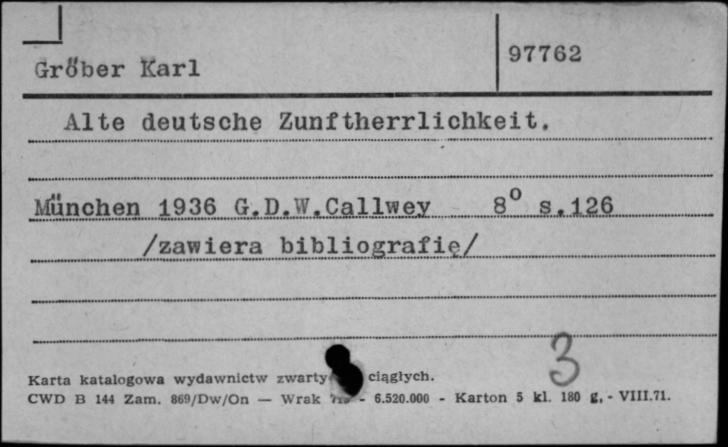 Gröber Karl
97762
Alte deutsche Zunftherrlichkeit.
München 1936 G.D.W.Callwey 8º s.126
/zawiera bibliografię/
3
Karta katalogowa wydawnictw zwarty ciągłych.
CWD B 144 Zam. 869/Dw/On — Wrak - 6.520.000 - Karton 5 kl. 180 g. - VIII.71.